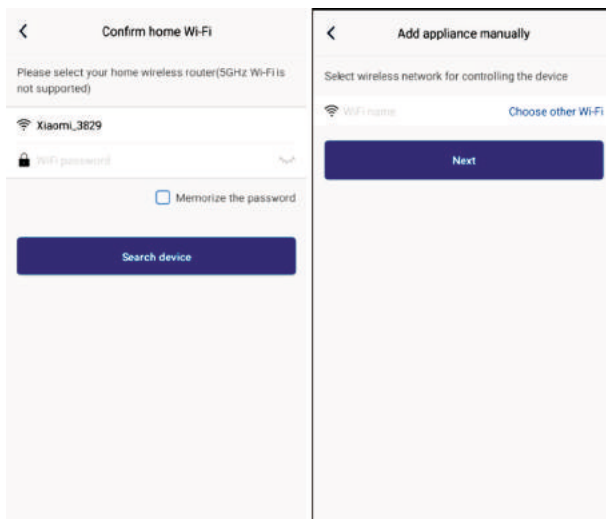 Confirm home Wi-Fi
Please select your home wireless router(5GHz Wi-Fi is
not supported)
Xiaomi_3829
WiFi password
Memorize the password
Search device
Add appliance manually
Select wireless network for controlling the device
WiFi name
Choose other Wi-Fi
Next